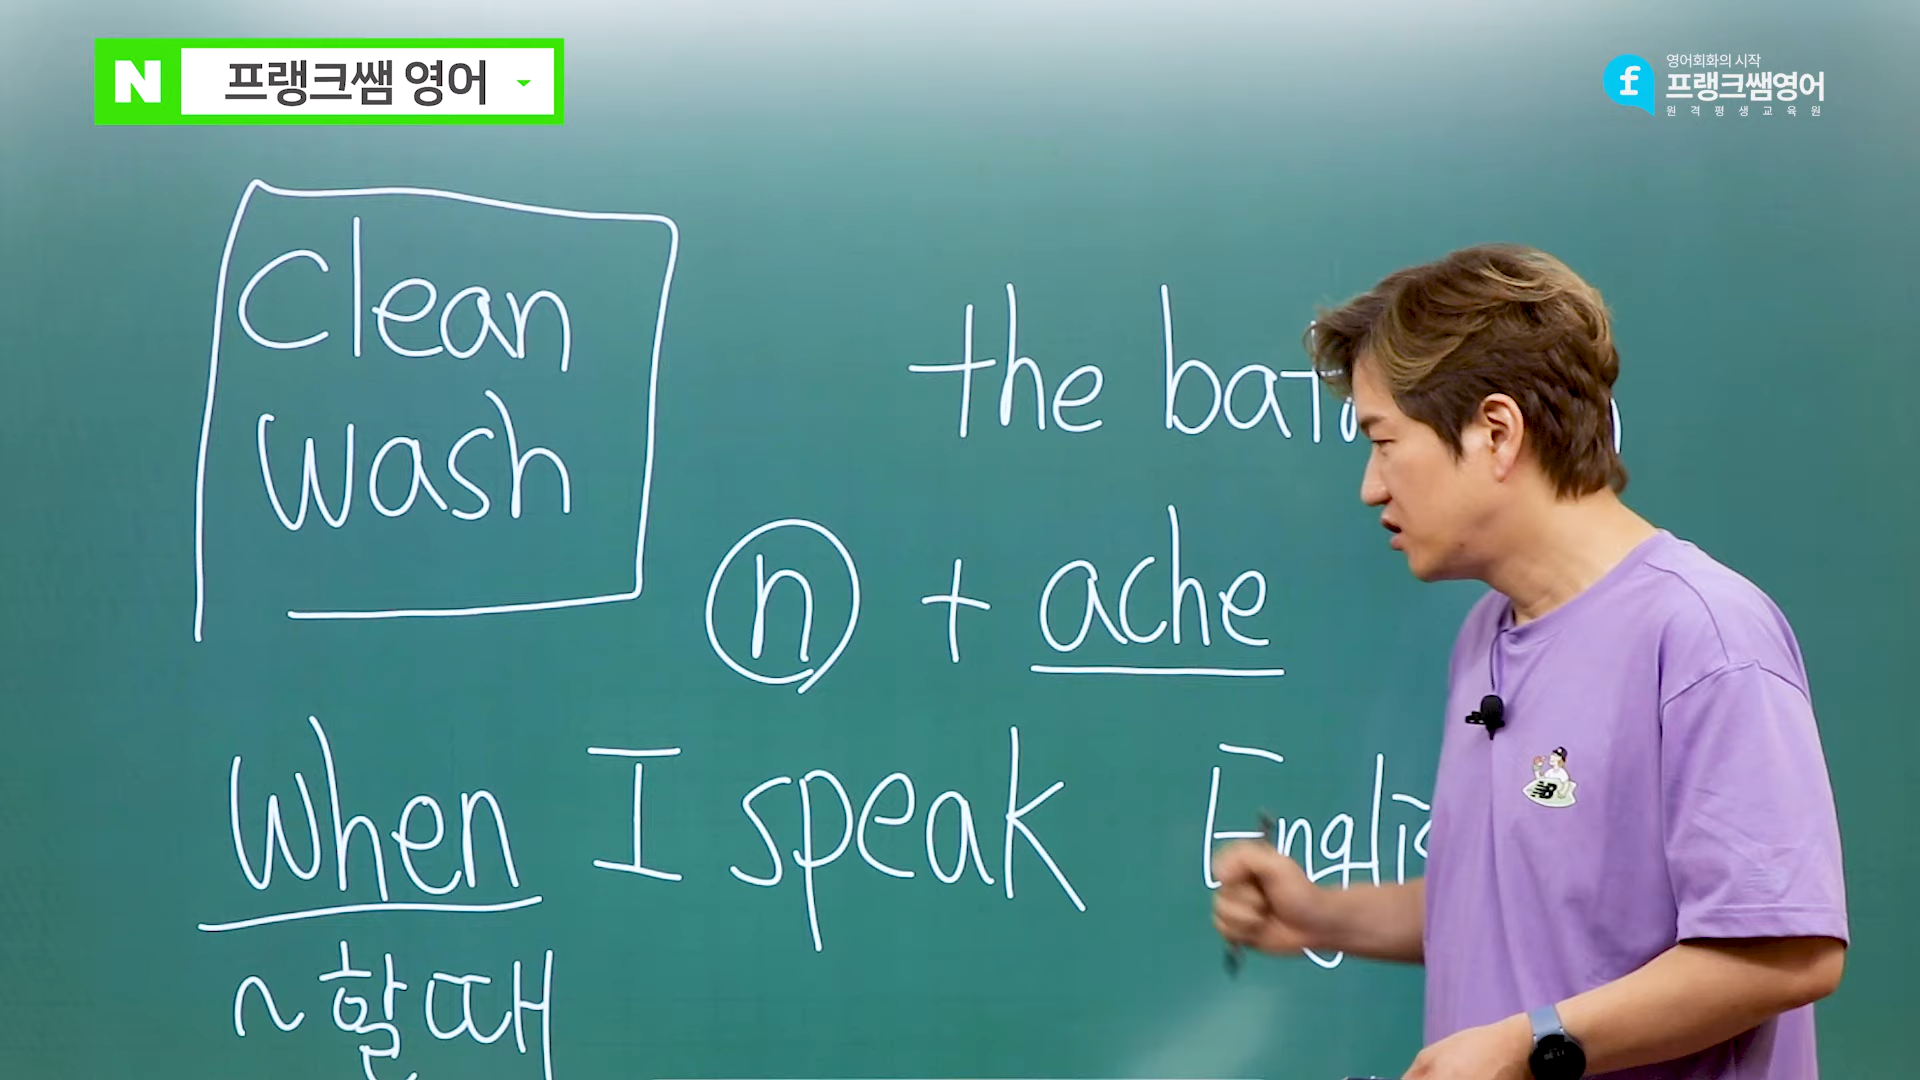 N 프랭크쌤 영어
영어회화의 시작
프랭크쌤영어
원격평생교육원
Clean
wash
the
n + ache
When I speak
~할 때